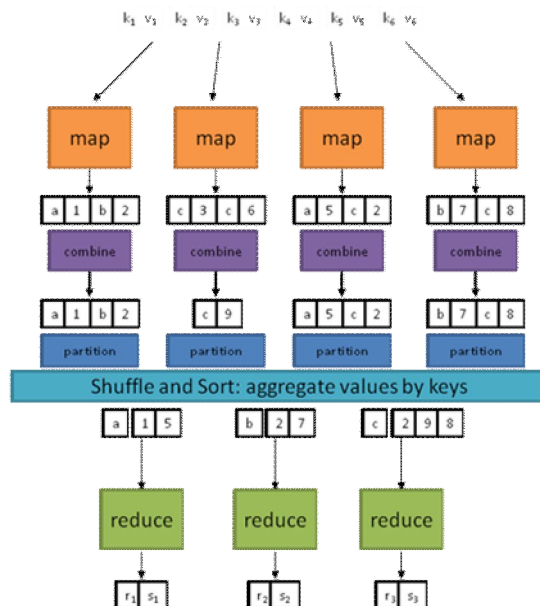 k₁ v₁ k₂ v₂ k₃ v₃ k₄ v₄ k₅ v₅ k₆ v₆
map map map map
a 1 b 2 c 3 c 6 a 5 c 2 b 7 c 8
combine combine combine combine
a 1 b 2 c 9 a 5 c 2 b 7 c 8
partition partition partition partition
Shuffle and Sort: aggregate values by keys
a 1 5 b 2 7 c 2 9 8
reduce reduce reduce
r₁ s₁ r₂ s₂ r₃ s₃